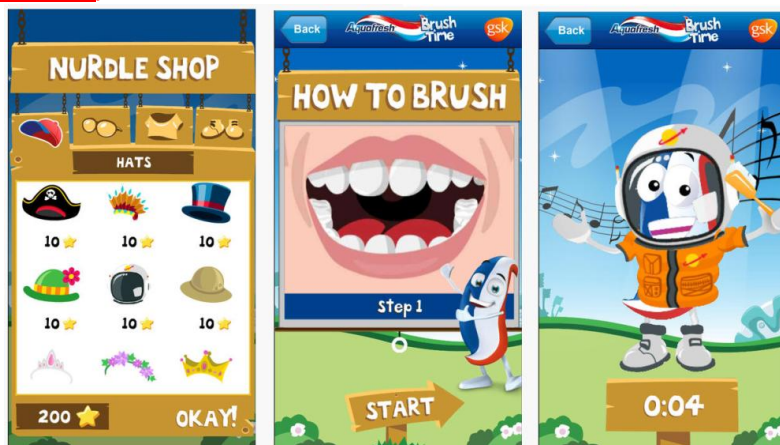 NURDLE SHOP
HATS
10 10 10
10 10 10
200 OKAY!
Back Aquafresh Brush Time gsk
HOW TO BRUSH
Step 1
START
Back Aquafresh Brush Time gsk
0:04